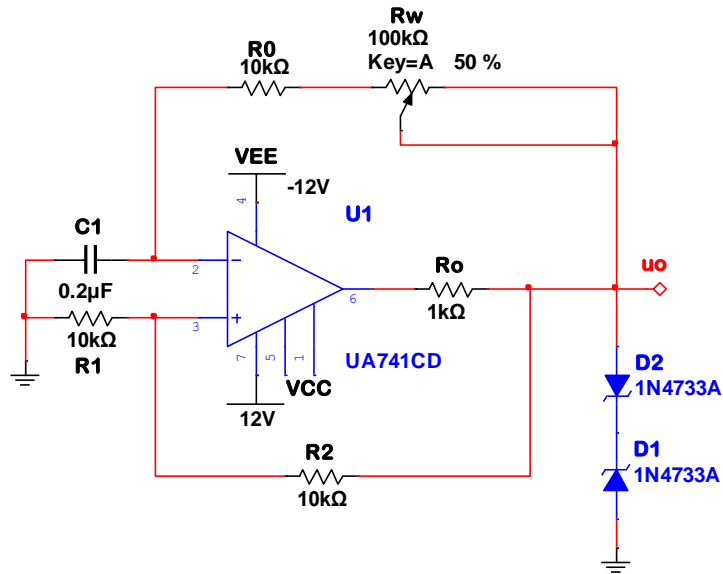 Rw
100kΩ
Key=A 50 %
R0
10kΩ
VEE
-12V
4
U1
C1
2
0.2µF
3
10kΩ
R1
6
Ro
1kΩ
uo
7
5
1
UA741CD
VCC
12V
D2
1N4733A
R2
10kΩ
D1
1N4733A